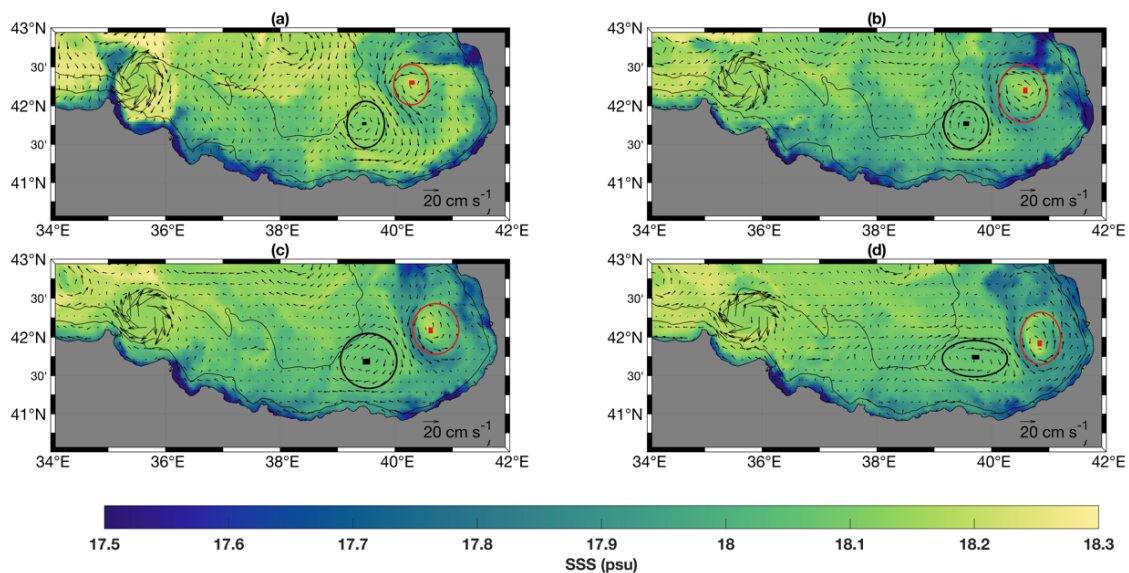 (a) (b)
43°N 43°N
30' 30'
42°N 42°N
30' 30'
41°N 41°N
20 cm s⁻¹ 20 cm s⁻¹
34°E 36°E 38°E 40°E 42°E 34°E 36°E 38°E 40°E 42°E
(c) (d)
43°N 43°N
30' 30'
42°N 42°N
30' 30'
41°N 41°N
20 cm s⁻¹ 20 cm s⁻¹
34°E 36°E 38°E 40°E 42°E 34°E 36°E 38°E 40°E 42°E
17.5 17.6 17.7 17.8 17.9 18 18.1 18.2 18.3
SSS (psu)